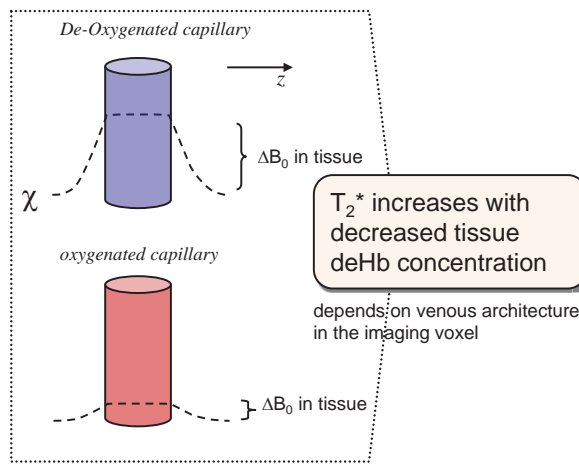 De-Oxygenated capillary
z
ΔB₀ in tissue
χ
T₂* increases with
decreased tissue
deHb concentration
oxygenated capillary
depends on venous architecture
in the imaging voxel
ΔB₀ in tissue